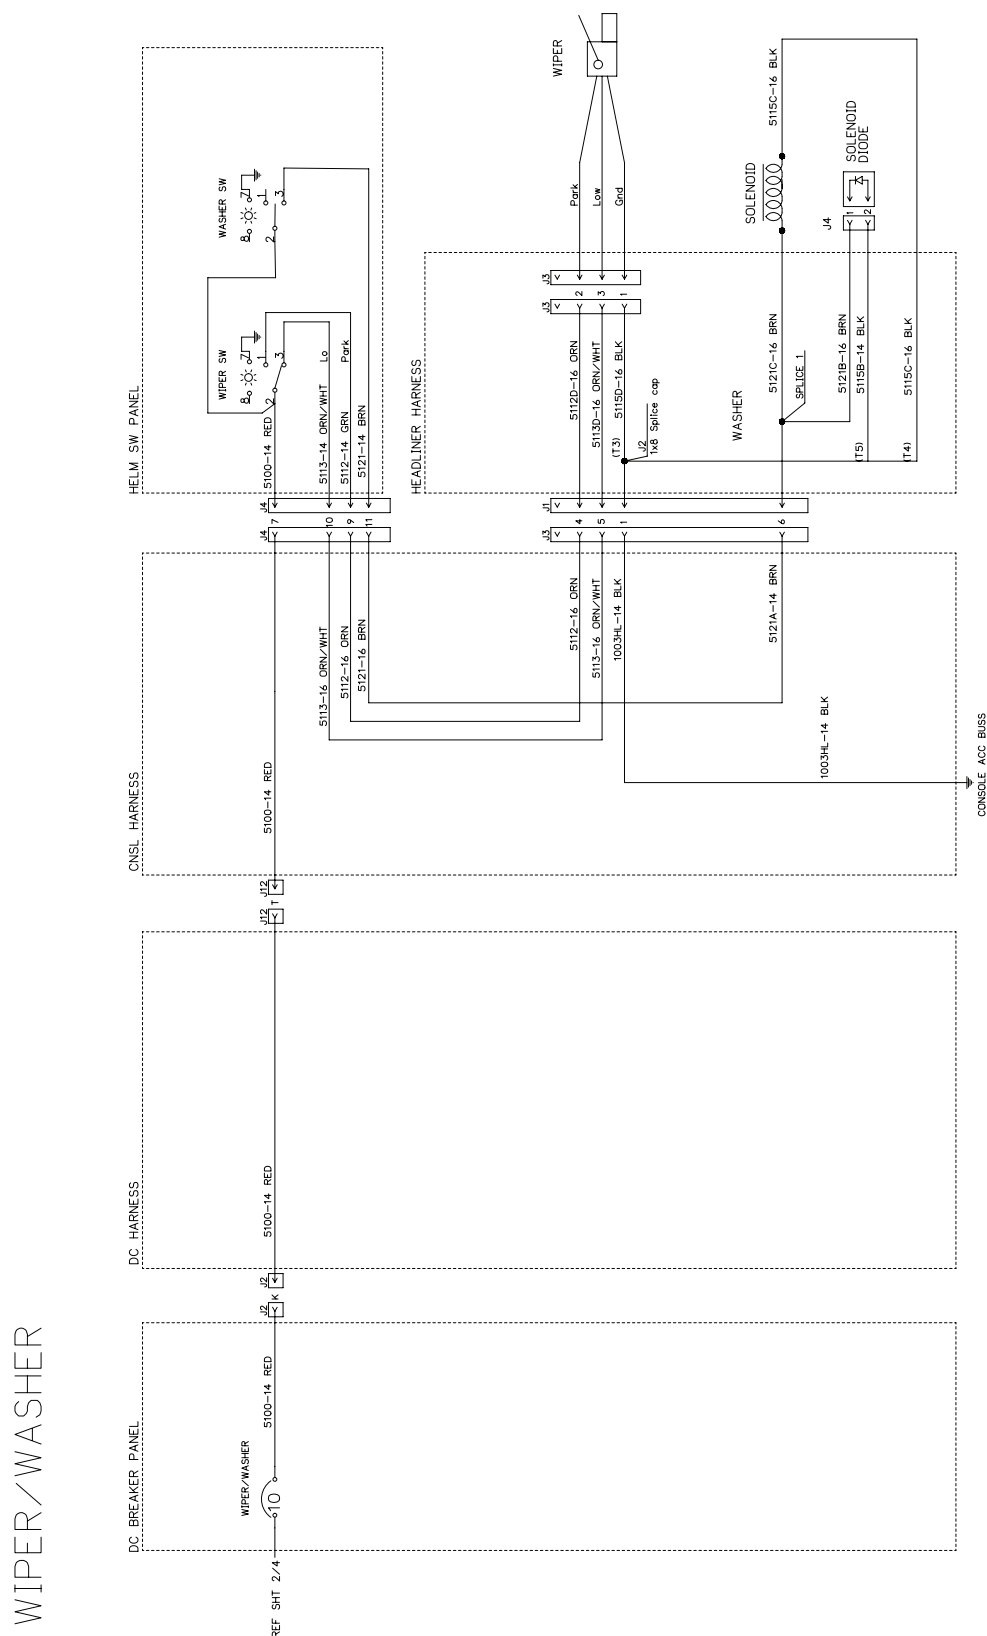 WIPER/WASHER
DC BREAKER PANEL
REF SHT 2/4
10
WIPER/WASHER
5100-14 RED
J2
K
J2
DC HARNESS
5100-14 RED
J12
T
J12
CNSL HARNESS
5100-14 RED
5113-16 ORN/WHT
5112-16 ORN
5121-16 BRN
5112-16 ORN
5113-16 ORN/WHT
1003HL-14 BLK
5121A-14 BRN
1003HL-14 BLK
CONSOLE ACC BUSS
J4
7
10
9
11
J4
J3
4
5
1
6
J1
HELM SW PANEL
5100-14 RED
5113-14 ORN/WHT
5112-14 GRN
5121-14 BRN
Lo
Park
WIPER SW
8
7
2
1
3
WASHER SW
8
7
2
1
3
HEADLINER HARNESS
5112D-16 ORN
5113D-16 ORN/WHT
5115D-16 BLK
(T3)
J2
1x8 Splice cap
J3
2
3
1
J3
Park
Low
Gnd
WIPER
WASHER
5121C-16 BRN
SPLICE 1
5121B-16 BRN
5115B-14 BLK
(T5)
5115C-16 BLK
(T4)
SOLENOID
5115C-16 BLK
J4
1
2
SOLENOID
DIODE